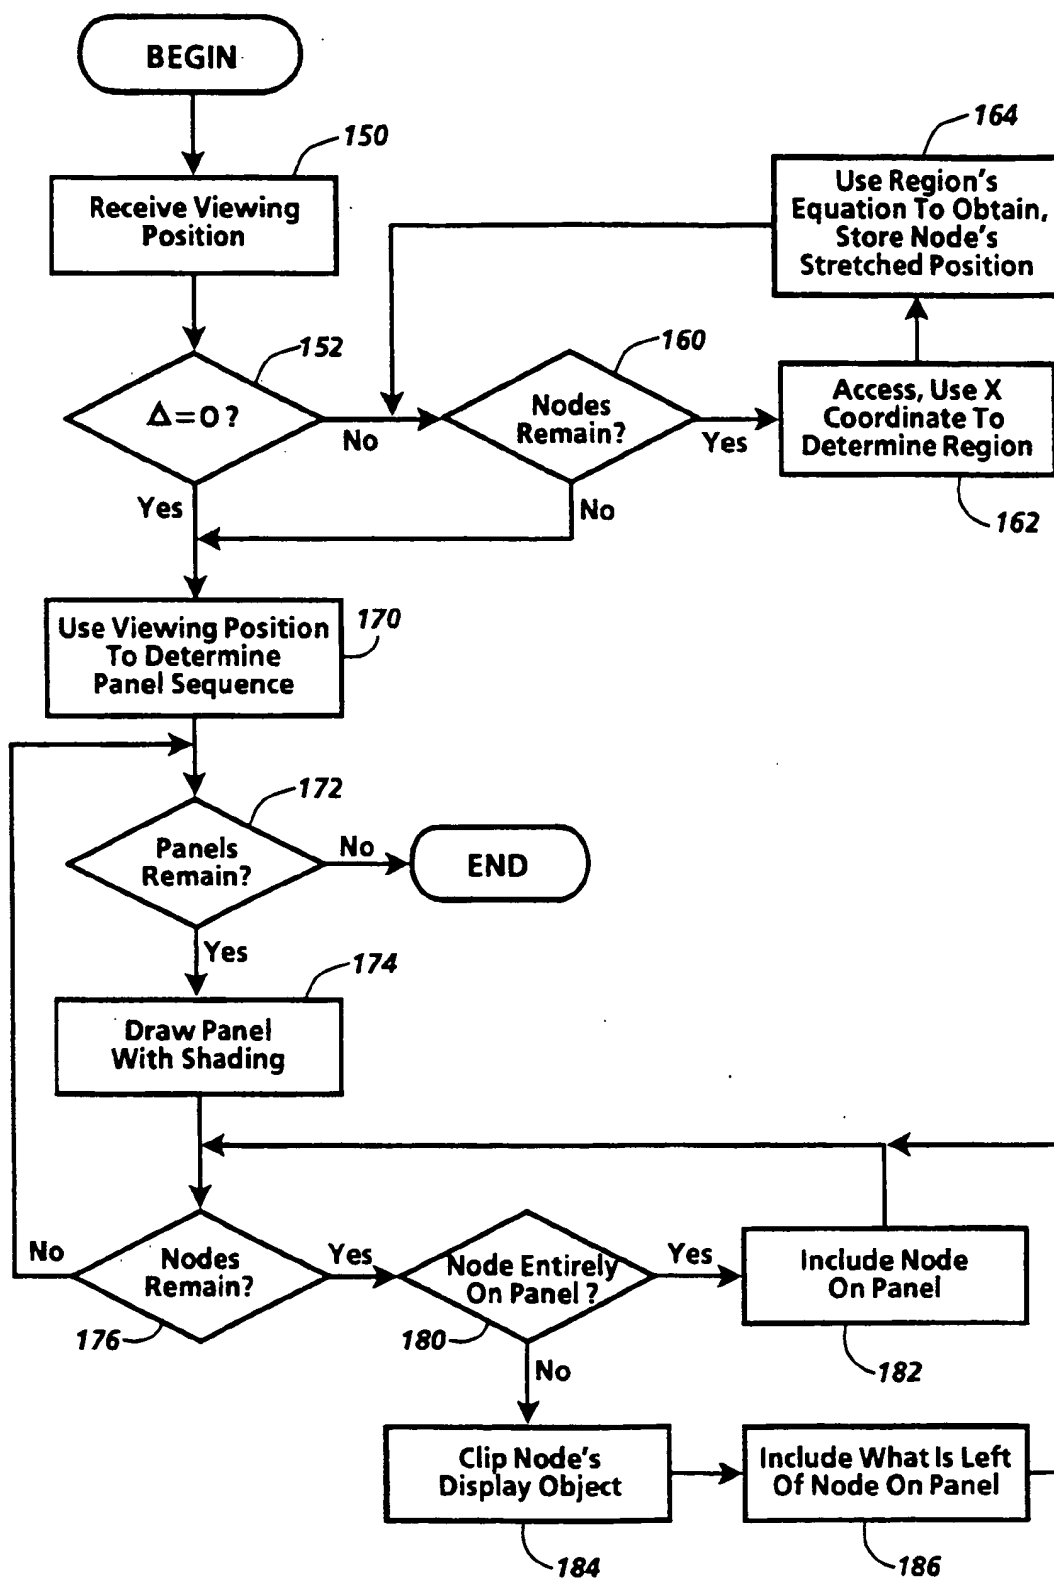 BEGIN
150
Receive Viewing
Position
152
Δ=0?
No
Yes
160
Nodes
Remain?
Yes
No
164
Use Region's
Equation To Obtain,
Store Node's
Stretched Position
Access, Use X
Coordinate To
Determine Region
162
Use Viewing Position
To Determine
Panel Sequence
170
172
Panels
Remain?
No
END
Yes
174
Draw Panel
With Shading
No
Nodes
Remain?
176
Yes
Node Entirely
On Panel?
180
Yes
Include Node
On Panel
182
No
Clip Node's
Display Object
184
Include What Is Left
Of Node On Panel
186